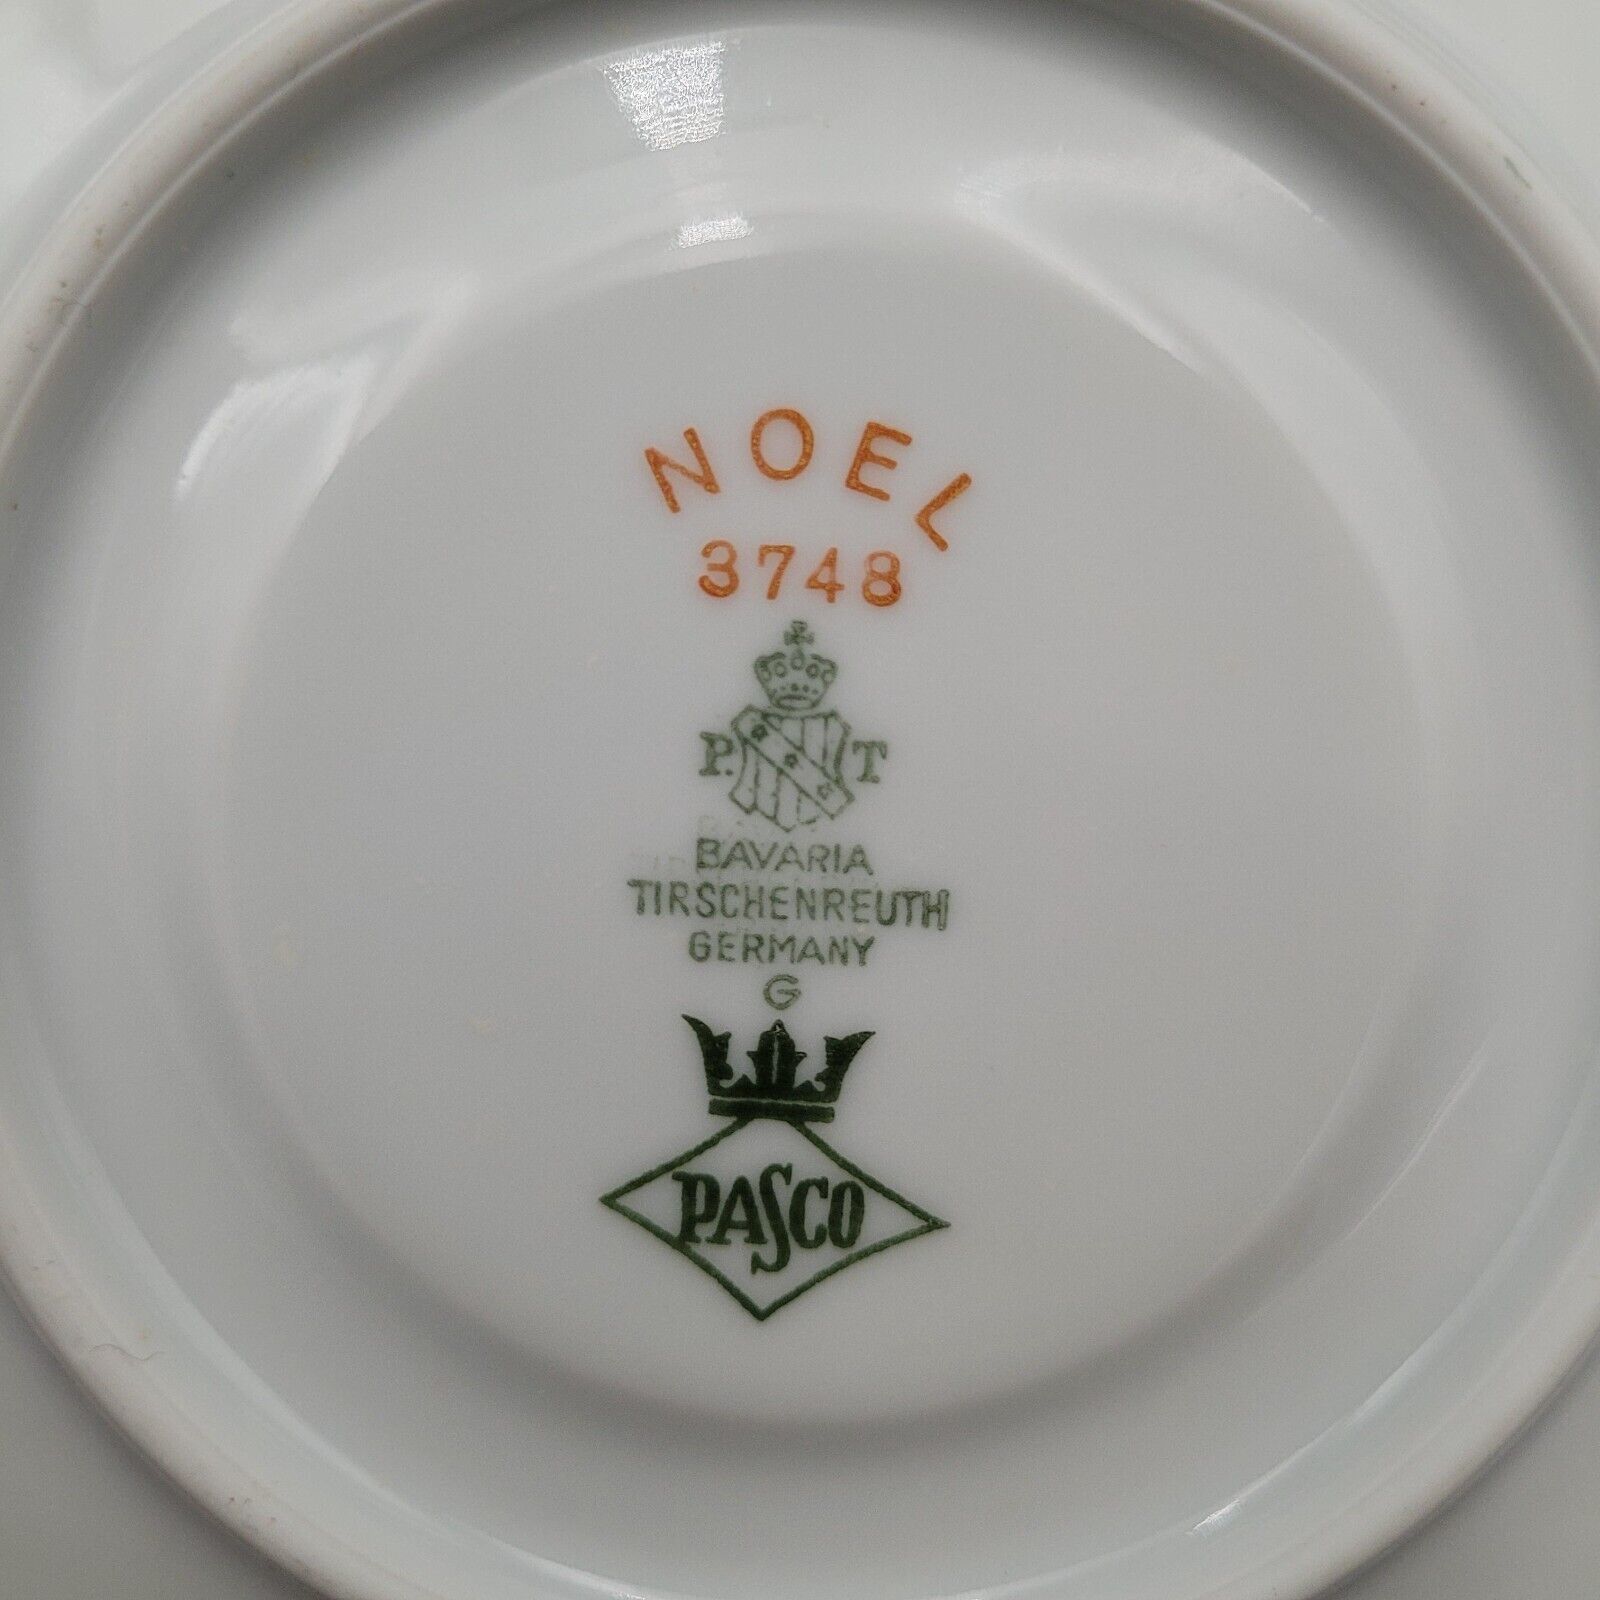 NOEL
3748
P. T
BAVARIA
TIRSCHENREUTH
GERMANY
G
PASCO